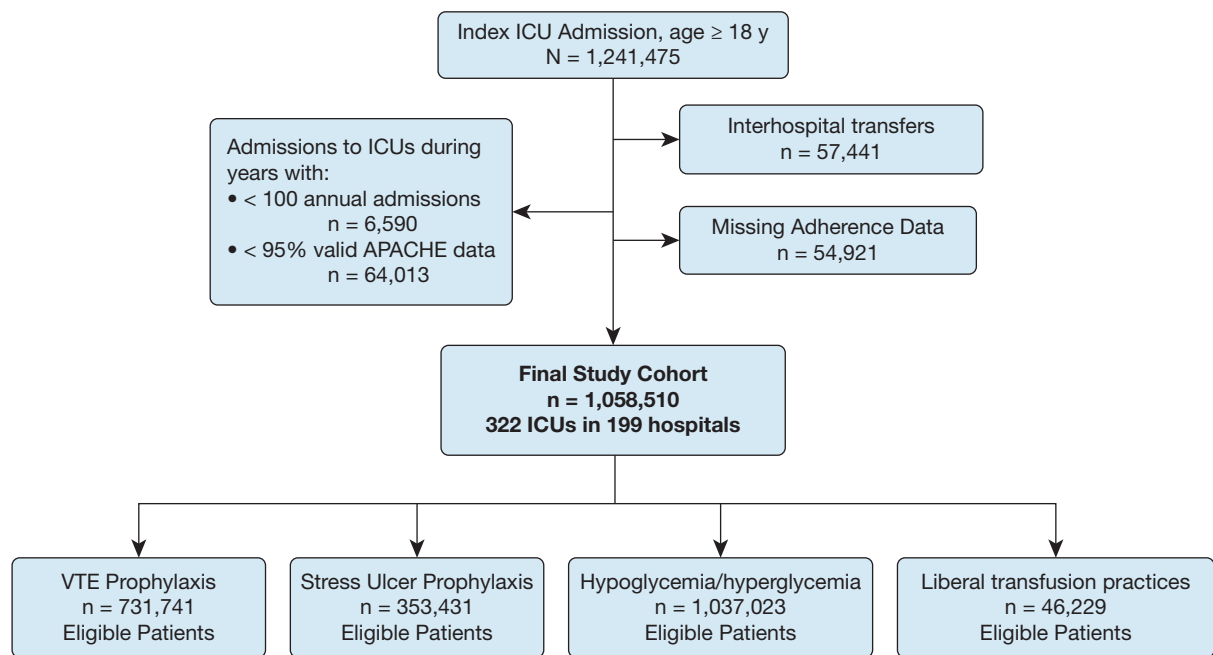 Index ICU Admission, age ≥ 18 y
N = 1,241,475
Interhospital transfers
n = 57,441
Admissions to ICUs during
years with:
• < 100 annual admissions
n = 6,590
• < 95% valid APACHE data
n = 64,013
Missing Adherence Data
n = 54,921
Final Study Cohort
n = 1,058,510
322 ICUs in 199 hospitals
VTE Prophylaxis
n = 731,741
Eligible Patients
Stress Ulcer Prophylaxis
n = 353,431
Eligible Patients
Hypoglycemia/hyperglycemia
n = 1,037,023
Eligible Patients
Liberal transfusion practices
n = 46,229
Eligible Patients